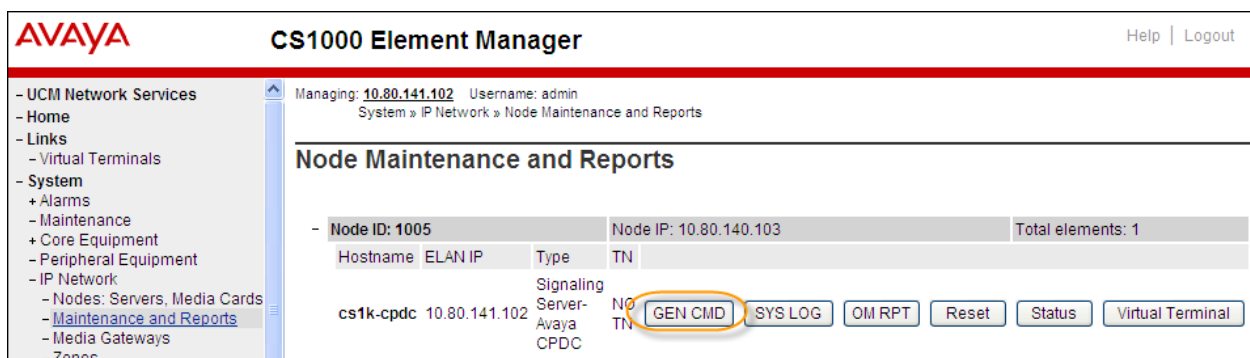 AVAYA
CS1000 Element Manager
Help | Logout
- UCM Network Services
- Home
- Links
- Virtual Terminals
- System
+ Alarms
- Maintenance
+ Core Equipment
- Peripheral Equipment
- IP Network
- Nodes: Servers, Media Cards
- Maintenance and Reports
- Media Gateways
Zones
Managing: 10.80.141.102 Username: admin
System » IP Network » Node Maintenance and Reports
Node Maintenance and Reports
- Node ID: 1005 Node IP: 10.80.140.103 Total elements: 1
Hostname ELAN IP Type TN
cs1k-cpdc 10.80.141.102 Signaling Server- Avaya CPDC NO TN GEN CMD SYS LOG OM RPT Reset Status Virtual Terminal